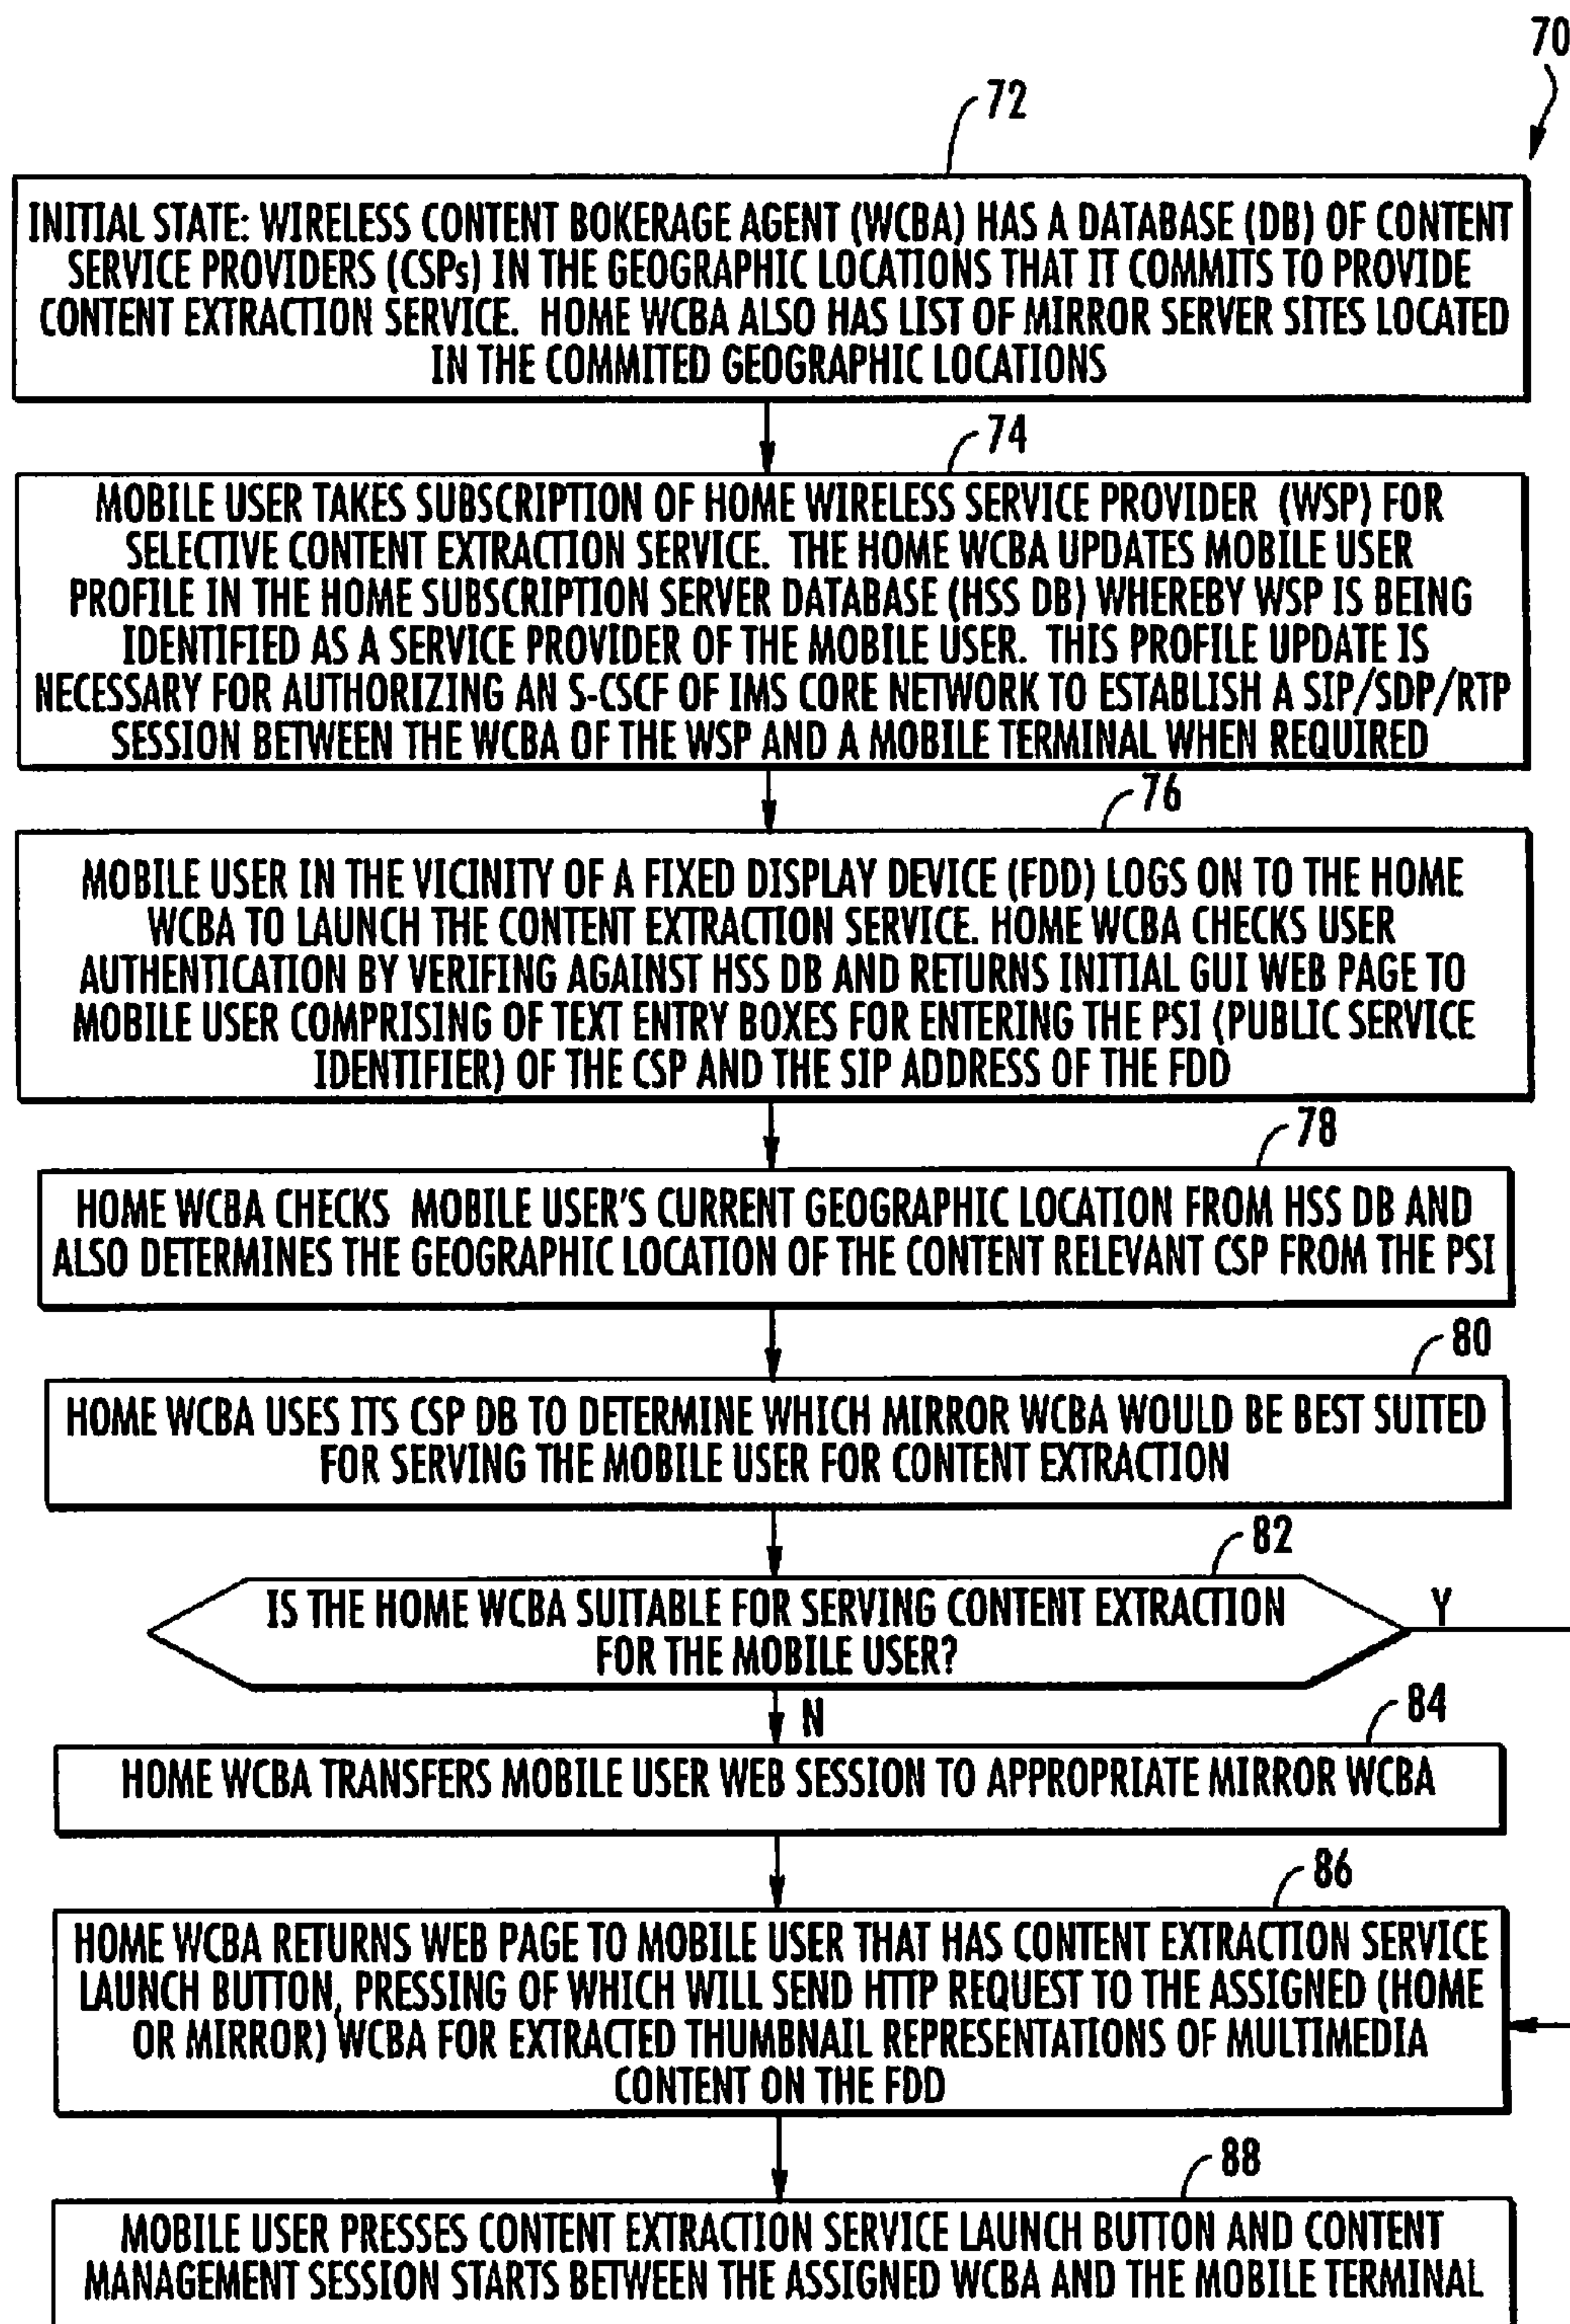 70
72
INITIAL STATE: WIRELESS CONTENT BOKERAGE AGENT (WCBA) HAS A DATABASE (DB) OF CONTENT
SERVICE PROVIDERS (CSPs) IN THE GEOGRAPHIC LOCATIONS THAT IT COMMITS TO PROVIDE
CONTENT EXTRACTION SERVICE. HOME WCBA ALSO HAS LIST OF MIRROR SERVER SITES LOCATED
IN THE COMMITED GEOGRAPHIC LOCATIONS
74
MOBILE USER TAKES SUBSCRIPTION OF HOME WIRELESS SERVICE PROVIDER (WSP) FOR
SELECTIVE CONTENT EXTRACTION SERVICE. THE HOME WCBA UPDATES MOBILE USER
PROFILE IN THE HOME SUBSCRIPTION SERVER DATABASE (HSS DB) WHEREBY WSP IS BEING
IDENTIFIED AS A SERVICE PROVIDER OF THE MOBILE USER. THIS PROFILE UPDATE IS
NECESSARY FOR AUTHORIZING AN S-CSCF OF IMS CORE NETWORK TO ESTABLISH A SIP/SDP/RTP
SESSION BETWEEN THE WCBA OF THE WSP AND A MOBILE TERMINAL WHEN REQUIRED
76
MOBILE USER IN THE VICINITY OF A FIXED DISPLAY DEVICE (FDD) LOGS ON TO THE HOME
WCBA TO LAUNCH THE CONTENT EXTRACTION SERVICE. HOME WCBA CHECKS USER
AUTHENTICATION BY VERIFING AGAINST HSS DB AND RETURNS INITIAL GUI WEB PAGE TO
MOBILE USER COMPRISING OF TEXT ENTRY BOXES FOR ENTERING THE PSI (PUBLIC SERVICE
IDENTIFIER) OF THE CSP AND THE SIP ADDRESS OF THE FDD
78
HOME WCBA CHECKS MOBILE USER'S CURRENT GEOGRAPHIC LOCATION FROM HSS DB AND
ALSO DETERMINES THE GEOGRAPHIC LOCATION OF THE CONTENT RELEVANT CSP FROM THE PSI
80
HOME WCBA USES ITS CSP DB TO DETERMINE WHICH MIRROR WCBA WOULD BE BEST SUITED
FOR SERVING THE MOBILE USER FOR CONTENT EXTRACTION
82
IS THE HOME WCBA SUITABLE FOR SERVING CONTENT EXTRACTION
FOR THE MOBILE USER?
Y
N
84
HOME WCBA TRANSFERS MOBILE USER WEB SESSION TO APPROPRIATE MIRROR WCBA
86
HOME WCBA RETURNS WEB PAGE TO MOBILE USER THAT HAS CONTENT EXTRACTION SERVICE
LAUNCH BUTTON, PRESSING OF WHICH WILL SEND HTTP REQUEST TO THE ASSIGNED (HOME
OR MIRROR) WCBA FOR EXTRACTED THUMBNAIL REPRESENTATIONS OF MULTIMEDIA
CONTENT ON THE FDD
88
MOBILE USER PRESSES CONTENT EXTRACTION SERVICE LAUNCH BUTTON AND CONTENT
MANAGEMENT SESSION STARTS BETWEEN THE ASSIGNED WCBA AND THE MOBILE TERMINAL